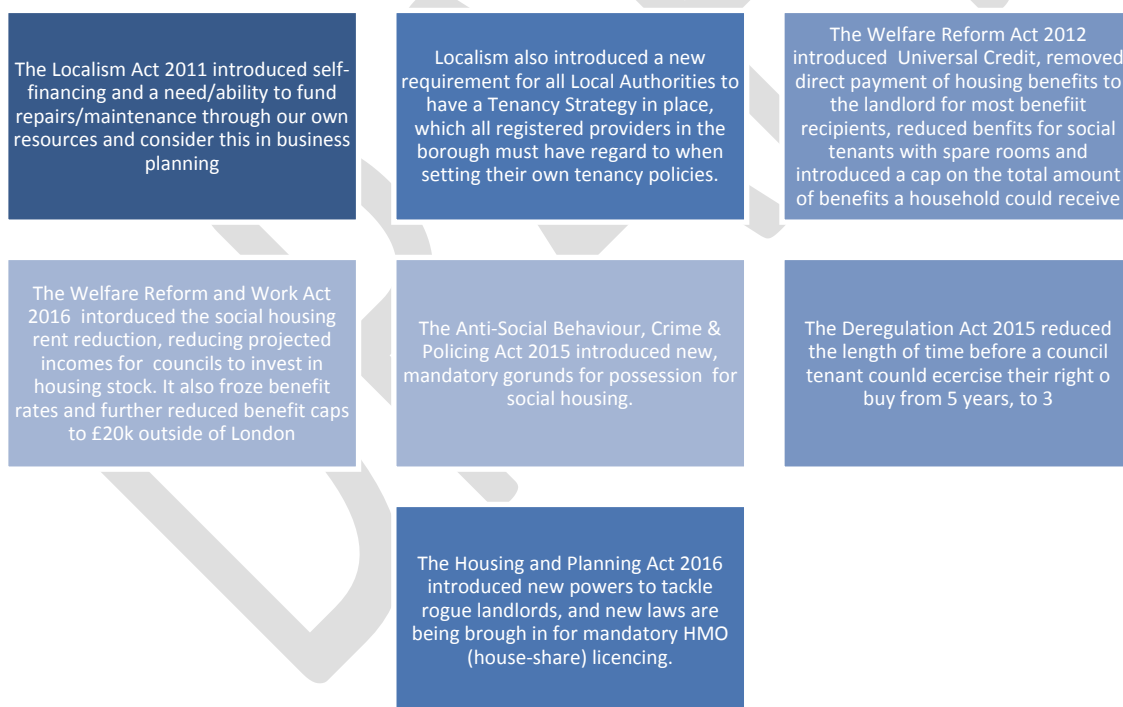 The Localism Act 2011 introduced self-
financing and a need/ability to fund
repairs/maintenance through our own
resources and consider this in business
planning
Localism also introduced a new
requirement for all Local Authorities to
have a Tenancy Strategy in place,
which all registered providers in the
borough must have regard to when
setting their own tenancy policies.
The Welfare Reform Act 2012
introduced Universal Credit, removed
direct payment of housing benefits to
the landlord for most benefiit
recipients, reduced benfits for social
tenants with spare rooms and
introduced a cap on the total amount
of benefits a household could receive
The Welfare Reform and Work Act
2016 intorduced the social housing
rent reduction, reducing projected
incomes for councils to invest in
housing stock. It also froze benefit
rates and further reduced benefit caps
to £20k outside of London
The Anti-Social Behaviour, Crime &
Policing Act 2015 introduced new,
mandatory gorunds for possession for
social housing.
The Deregulation Act 2015 reduced
the length of time before a council
tenant counld ecercise their right o
buy from 5 years, to 3
The Housing and Planning Act 2016
introduced new powers to tackle
rogue landlords, and new laws are
being brough in for mandatory HMO
(house-share) licencing.